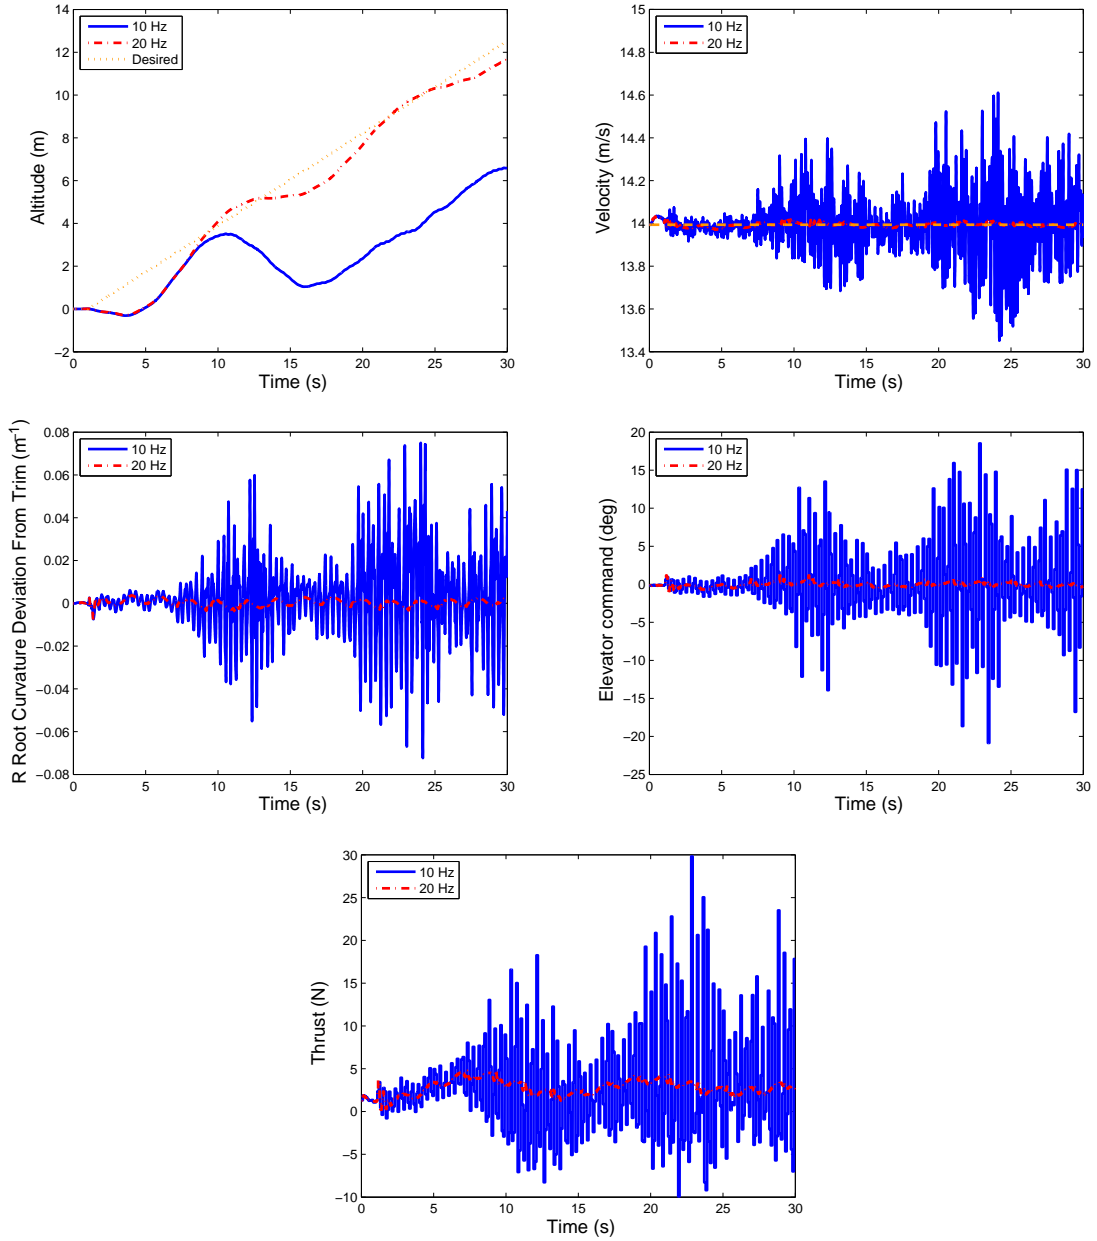 14
12
10
8
6
4
2
0
−2
0 5 10 15 20 25 30
Time (s)
Altitude (m)
10 Hz
20 Hz
Desired
15
14.8
14.6
14.4
14.2
14
13.8
13.6
13.4
0 5 10 15 20 25 30
Time (s)
Velocity (m/s)
10 Hz
20 Hz
0.08
0.06
0.04
0.02
0
−0.02
−0.04
−0.06
−0.08
0 5 10 15 20 25 30
Time (s)
R Root Curvature Deviation From Trim (m⁻¹)
10 Hz
20 Hz
20
15
10
5
0
−5
−10
−15
−20
−25
0 5 10 15 20 25 30
Time (s)
Elevator command (deg)
10 Hz
20 Hz
30
25
20
15
10
5
0
−5
−10
0 5 10 15 20 25 30
Time (s)
Thrust (N)
10 Hz
20 Hz